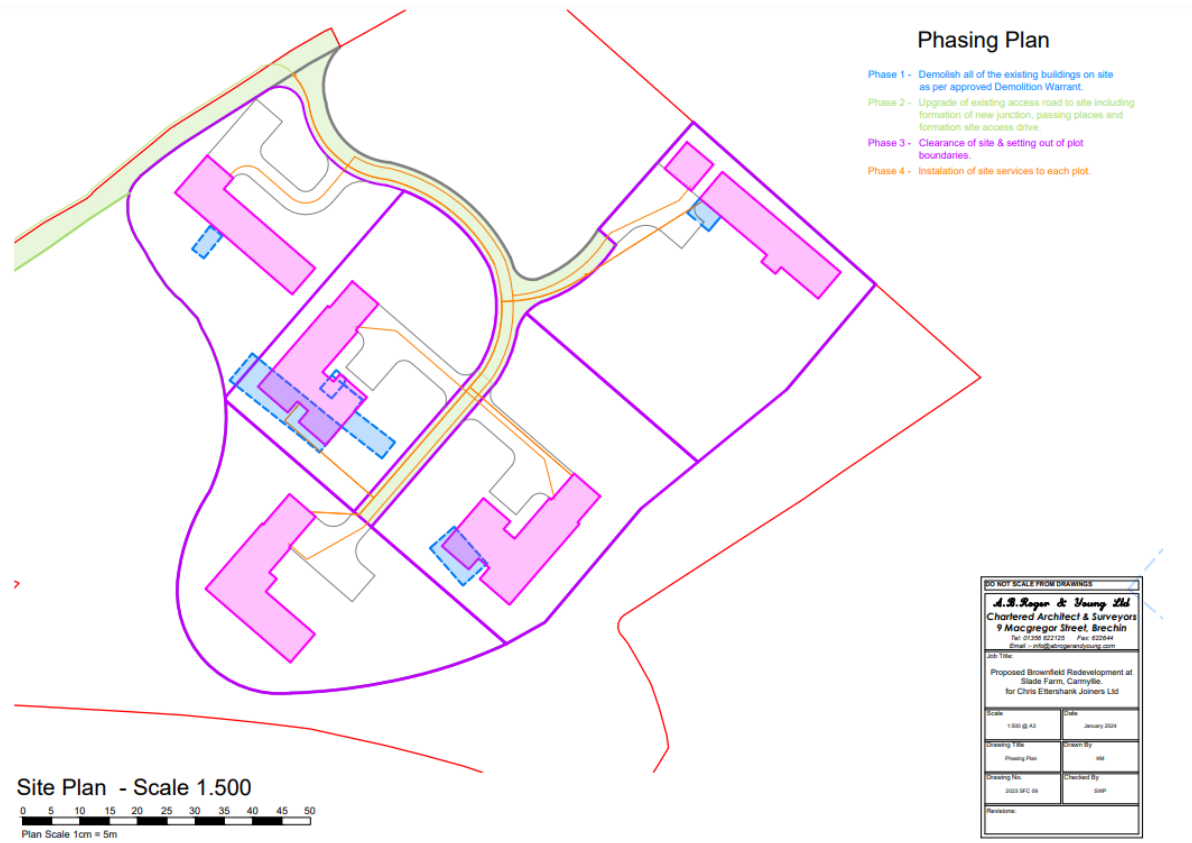 Phasing Plan
Phase 1 - Demolish all of the existing buildings on site
as per approved Demolition Warrant.
Phase 2 - Upgrade of existing access road to site including
formation of new junction, passing places and
formation site access drive.
Phase 3 - Clearance of site & setting out of plot
boundaries.
Phase 4 - Instalation of site services to each plot.
DO NOT SCALE FROM DRAWINGS
A.B.Roger & Young Ltd
Chartered Architect & Surveyors
9 Macgregor Street, Brechin
Tel: 01356 622125 Fax: 622644
Email :- info@abrogerandyoung.com
Job Title:
Proposed Brownfield Redevelopment at
Slade Farm, Carmyllie.
for Chris Ettershank Joiners Ltd
Scale Date
1:500 @ A3 January 2024
Drawing Title Drawn By
Phasing Plan KM
Drawing No. Checked By
2023 SFC 09 SWP
Revisions:
Site Plan - Scale 1.500
0 5 10 15 20 25 30 35 40 45 50
Plan Scale 1cm = 5m